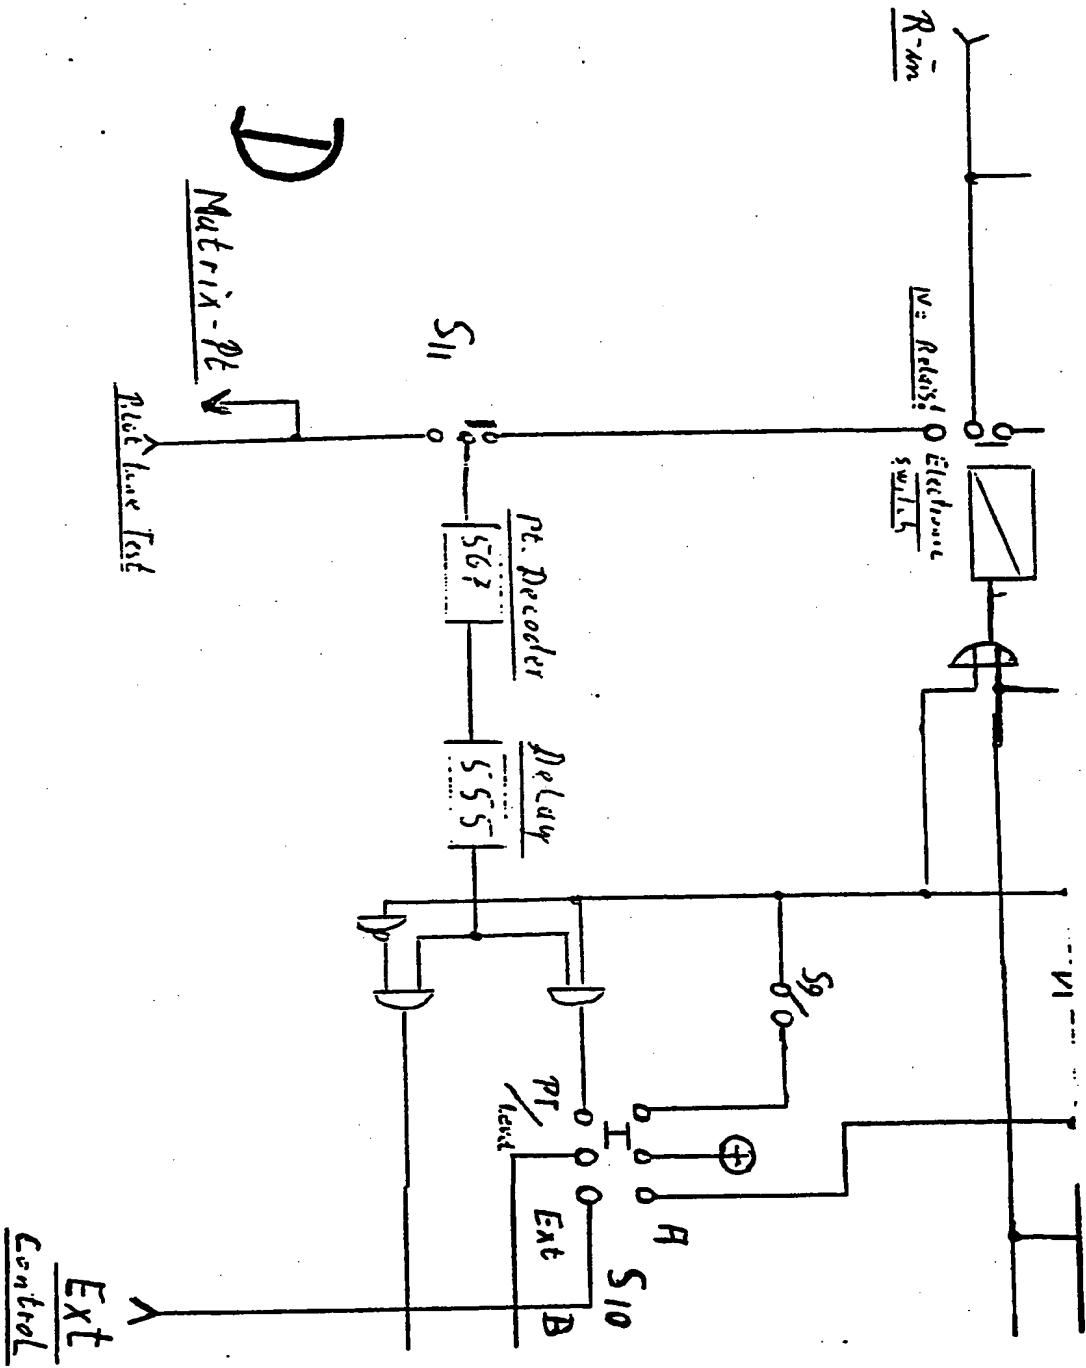 R-in
D
Matrix-Pt
S11
N= Relais!
Electronic
switch
Pilot Line Test
Pt. Decoder
567
Delay
555
S9
VI
PT
Level
A
Ext
S10
B
Ext
Control